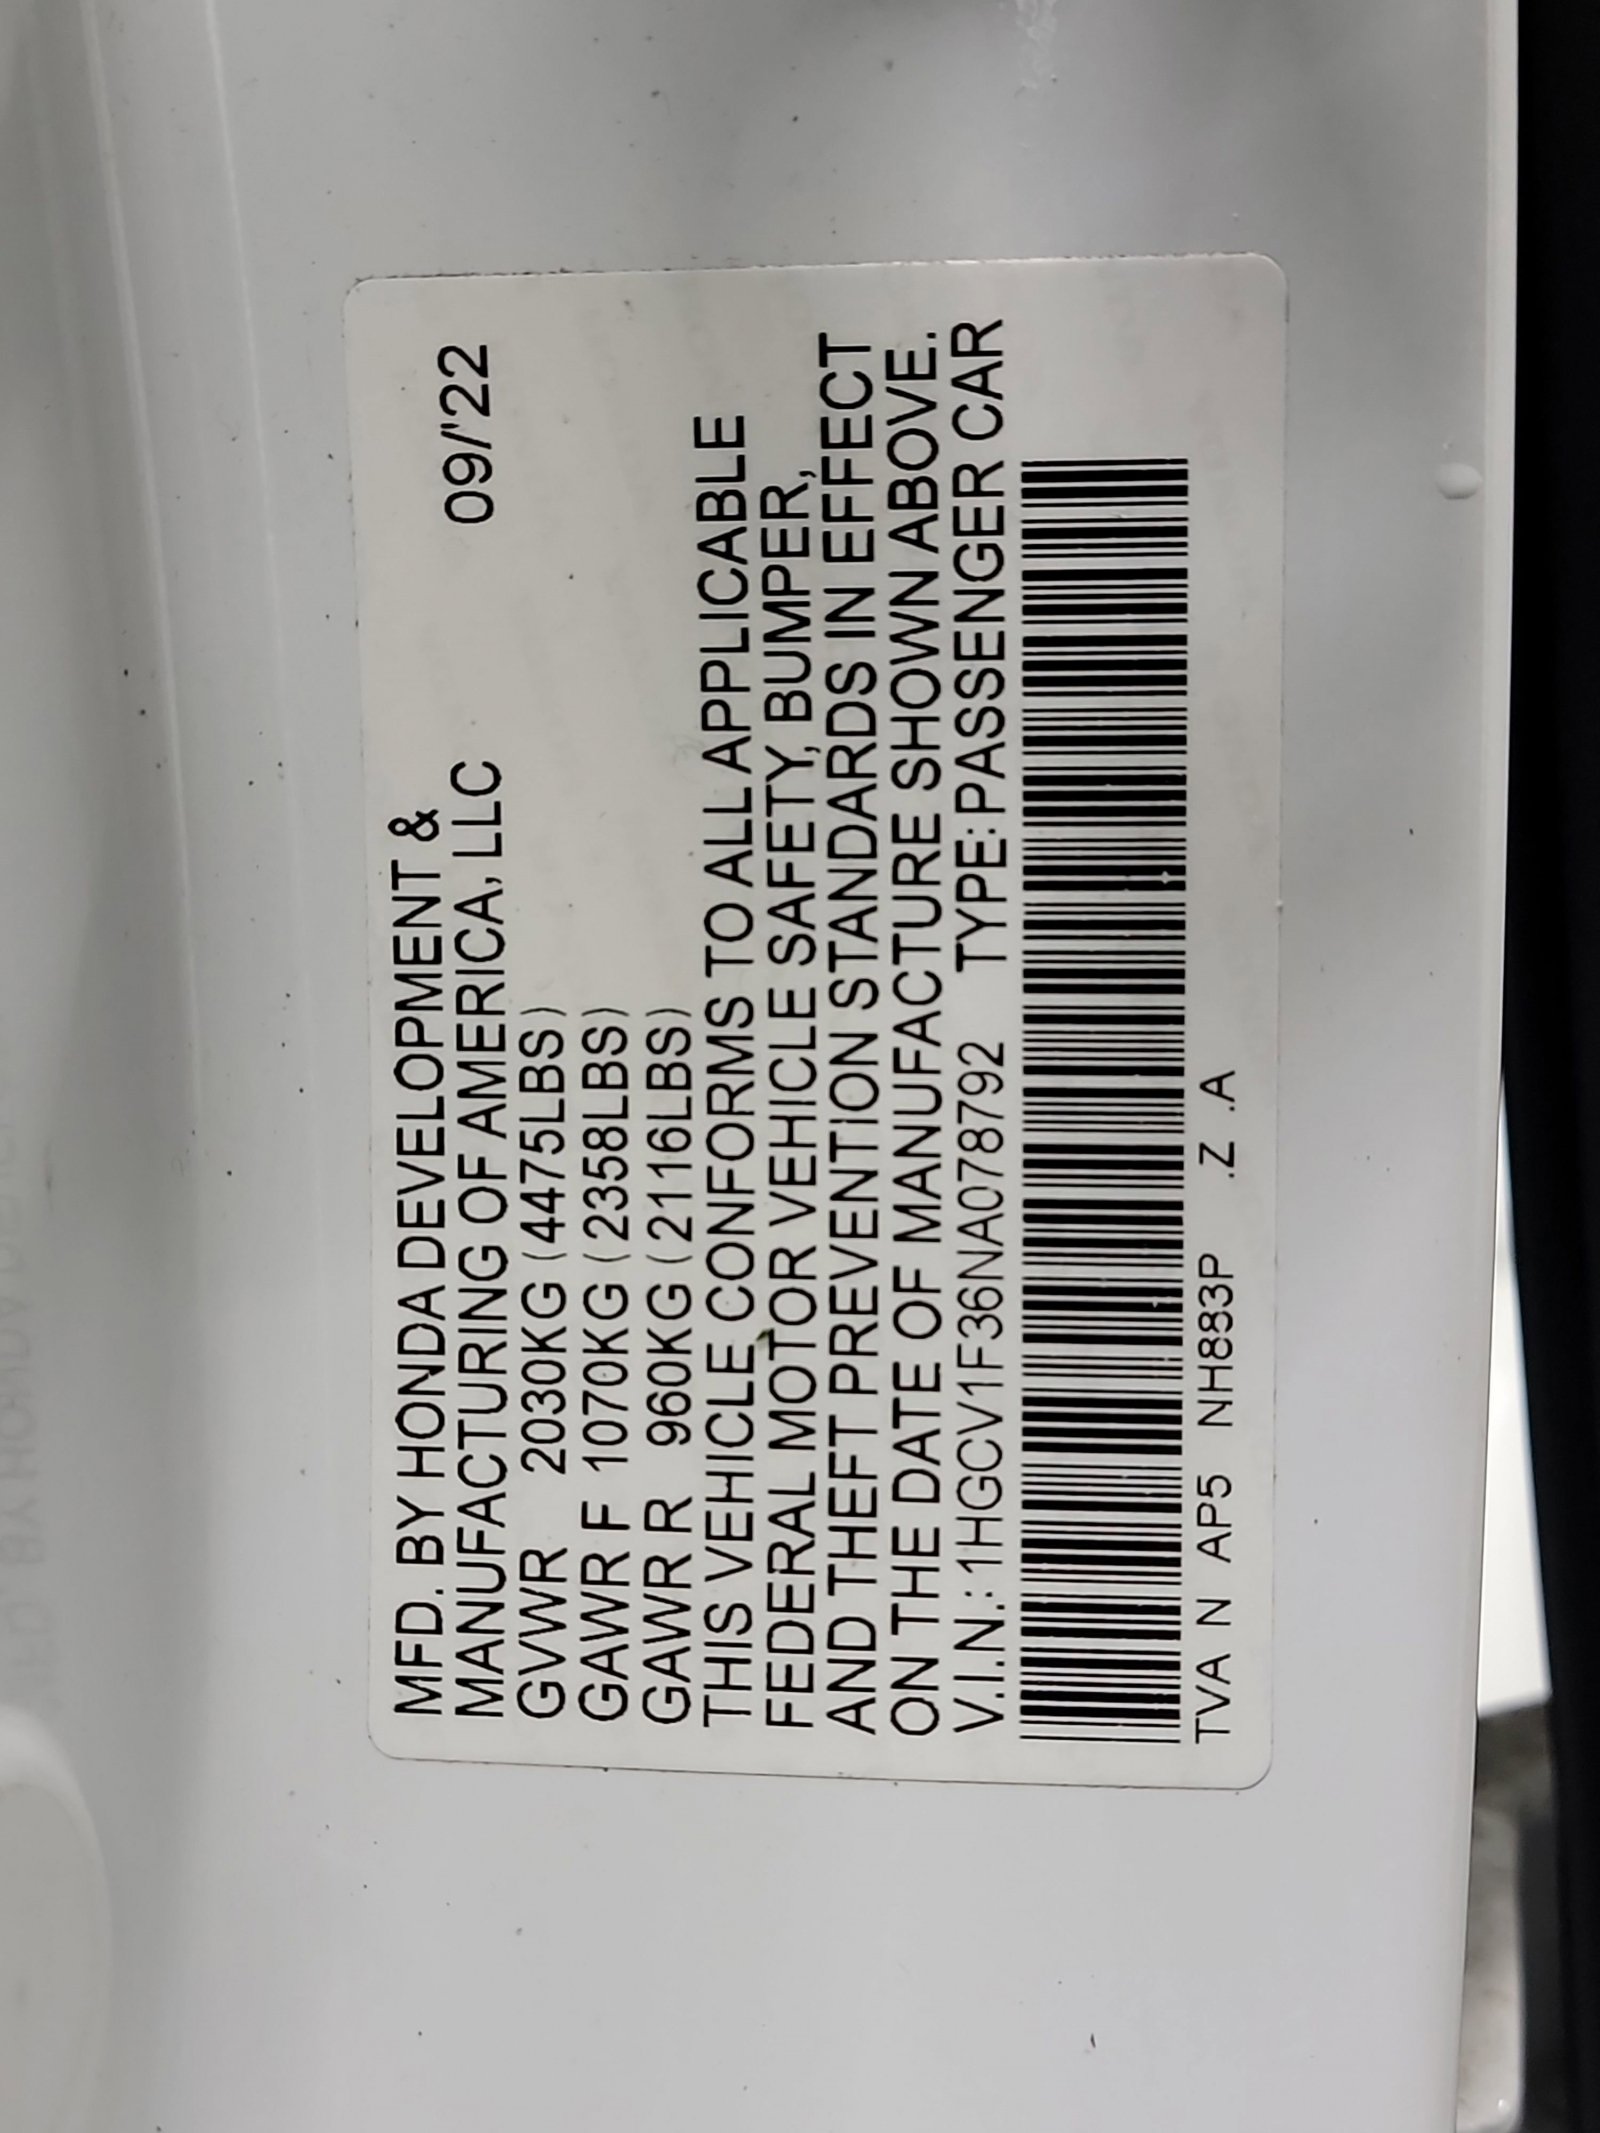 MFD. BY HONDA DEVELOPMENT &
MANUFACTURING OF AMERICA, LLC 09/'22
GVWR 2030KG (4475LBS)
GAWR F 1070KG (2358LBS)
GAWR R 960KG (2116LBS)
THIS VEHICLE CONFORMS TO ALL APPLICABLE
FEDERAL MOTOR VEHICLE SAFETY, BUMPER,
AND THEFT PREVENTION STANDARDS IN EFFECT
ON THE DATE OF MANUFACTURE SHOWN ABOVE.
V.I.N.: 1HGCV1F36NA078792 TYPE: PASSENGER CAR
TVA N AP5 NH883P .Z .A